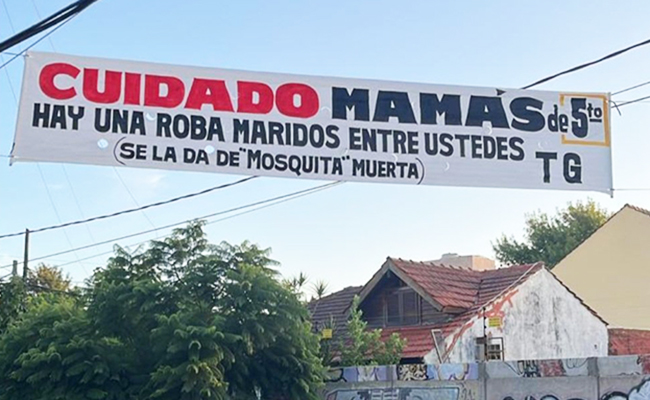 CUIDADO MAMÁS de 5to
HAY UNA ROBA MARIDOS ENTRE USTEDES
(SE LA DA DE "MOSQUITA" MUERTA) TG